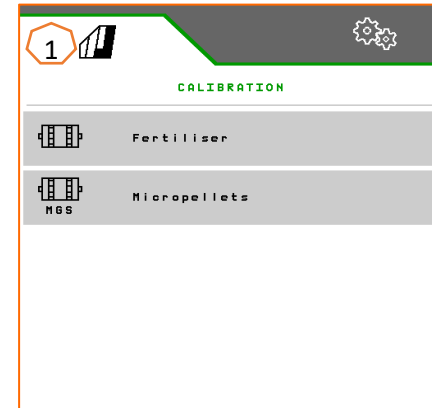 1
CALIBRATION
Fertiliser
Micropellets
MGS